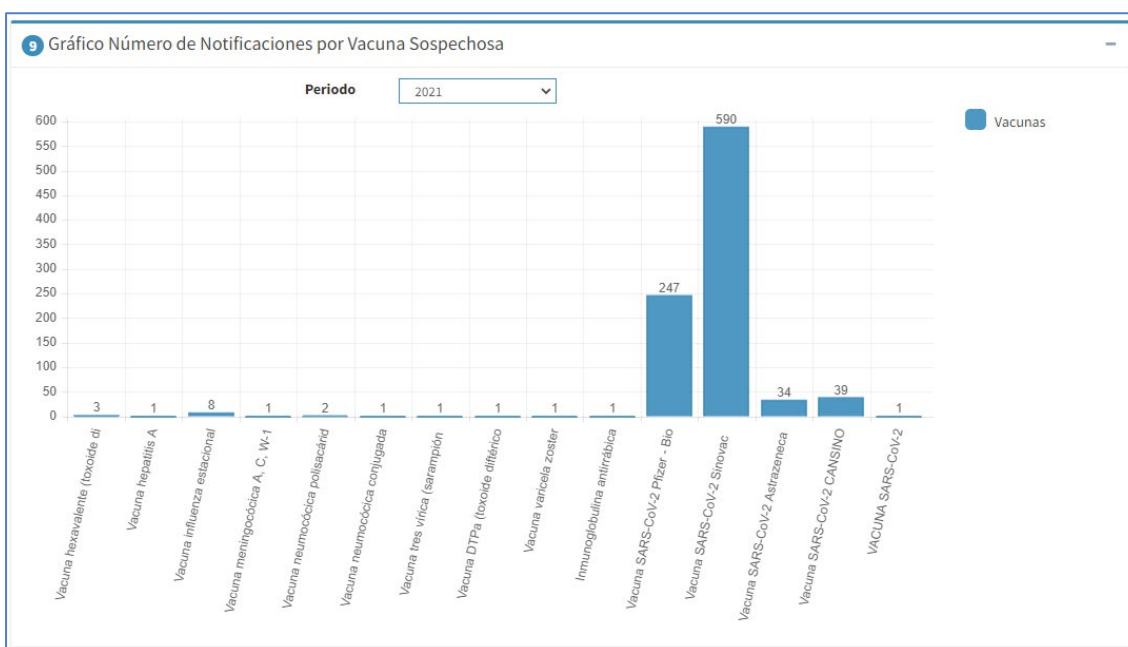 9 Gráfico Número de Notificaciones por Vacuna Sospechosa
Periodo 2021
Vacunas
600
550
500
450
400
350
300
250
200
150
100
50
0
3
1
8
1
2
1
1
1
1
1
247
590
34
39
1
Vacuna hexavalente (toxoide di
Vacuna hepatitis A
Vacuna influenza estacional
Vacuna meningocócica A, C, W-1
Vacuna neumocócica polisacárid
Vacuna neumocócica conjugada
Vacuna tres vírica (sarampión
Vacuna DTPa (toxoide diftérico
Vacuna varicela zoster
Inmunoglobulina antirrábica
Vacuna SARS-CoV-2 Pfizer - Bio
Vacuna SARS-CoV-2 Sinovac
Vacuna SARS-CoV-2 Astrazeneca
Vacuna SARS-CoV-2 CANSINO
VACUNA SARS-CoV-2